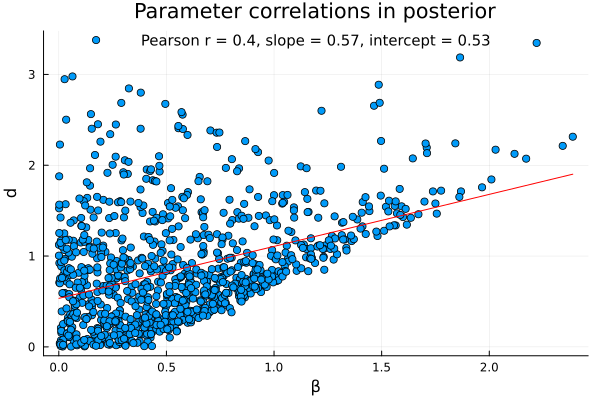 Parameter correlations in posterior
Pearson r = 0.4, slope = 0.57, intercept = 0.53
3
2
d
1
0
0.0 0.5 1.0 1.5 2.0
β